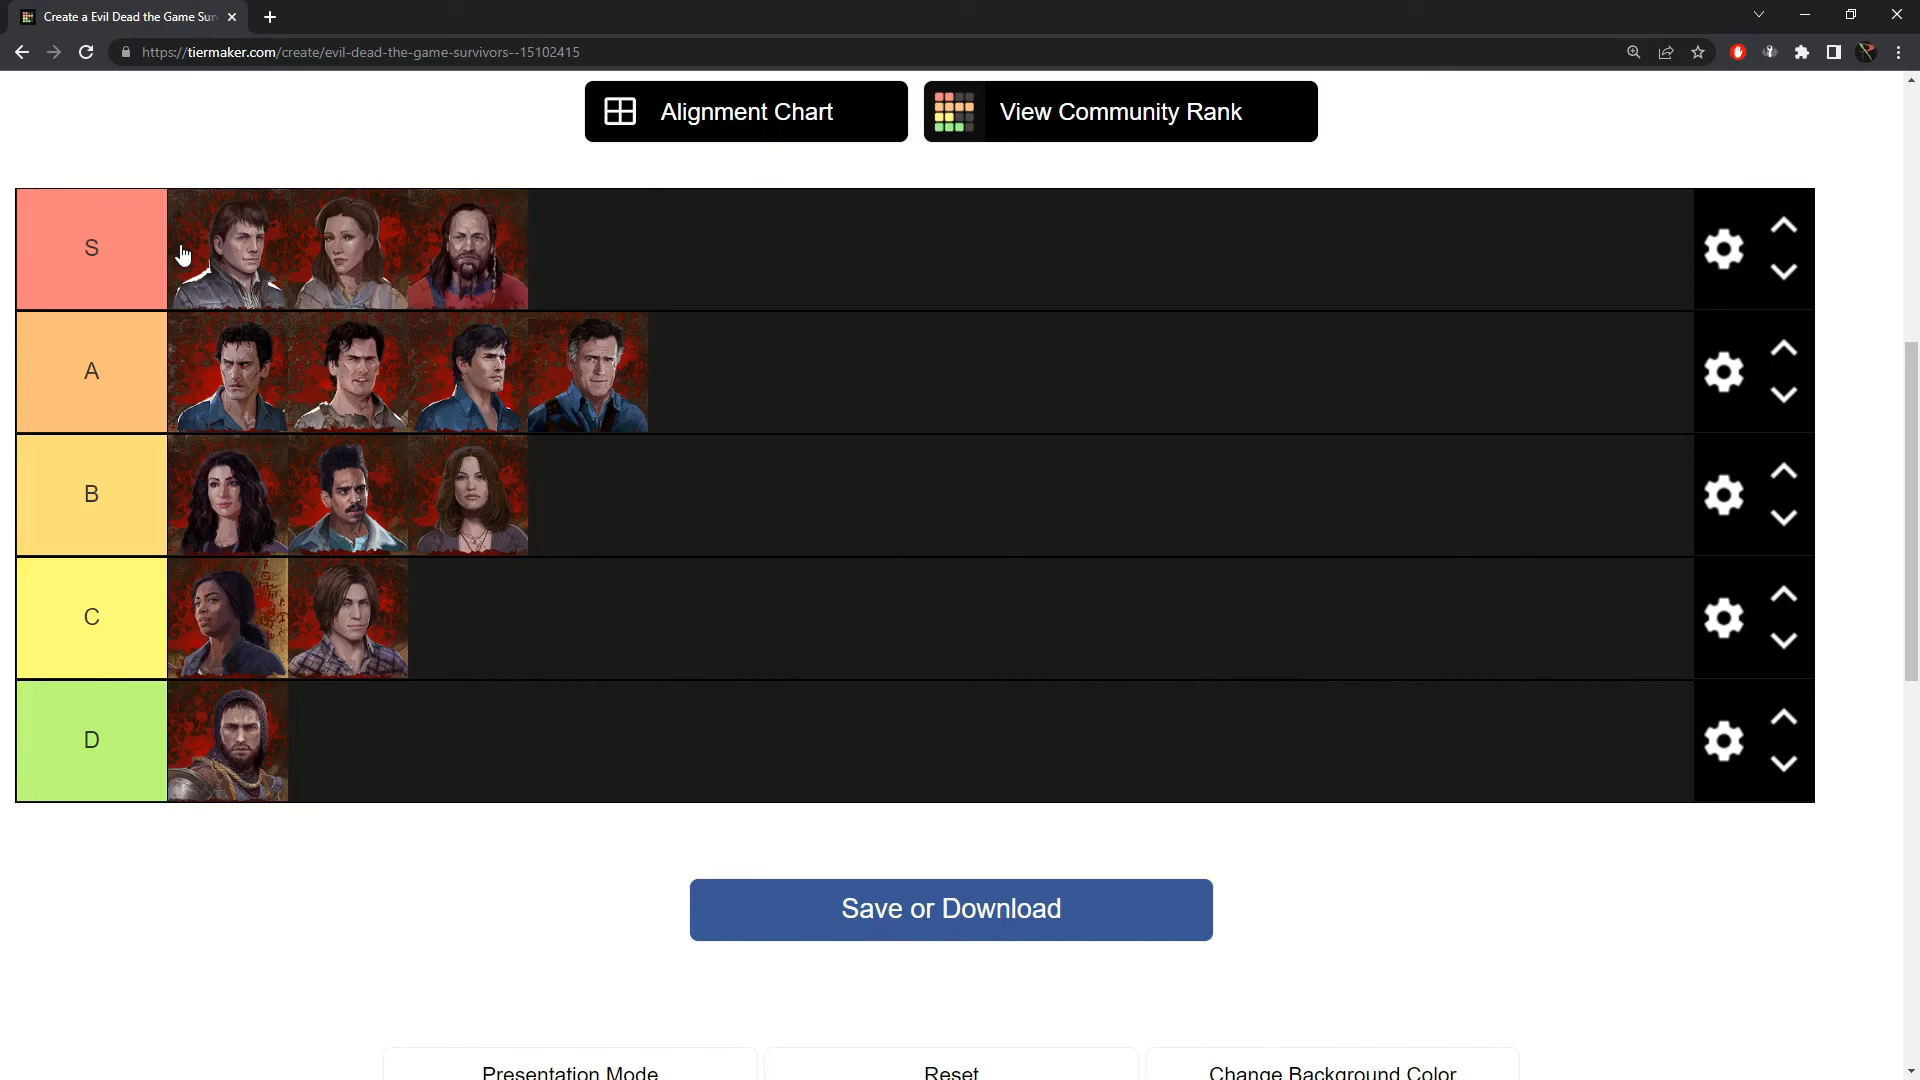 Create a Evil Dead the Game Sur
https://tiermaker.com/create/evil-dead-the-game-survivors--15102415
Alignment Chart
View Community Rank
S
A
B
C
D
Save or Download
Presentation Mode
Reset
Change Background Color